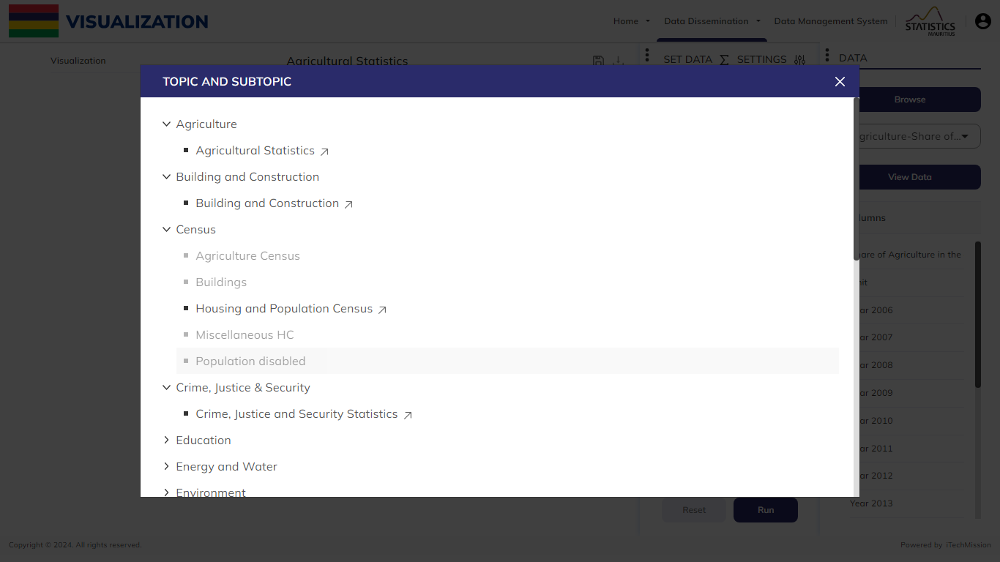 VISUALIZATION
Home
Data Dissemination
Data Management System
STATISTICS
MAURITIUS
Visualization
Agricultural Statistics
SET DATA
SETTINGS
DATA
TOPIC AND SUBTOPIC
Agriculture
Agricultural Statistics
Building and Construction
Building and Construction
Census
Agriculture Census
Buildings
Housing and Population Census
Miscellaneous HC
Population disabled
Crime, Justice & Security
Crime, Justice and Security Statistics
Education
Energy and Water
Environment
Browse
griculture-Share of...
View Data
lumns
are of Agriculture in the
nit
ar 2006
ar 2007
ar 2008
ar 2009
ar 2010
ar 2011
ar 2012
Year 2013
Reset
Run
Copyright © 2024. All rights reserved.
Powered by iTechMission